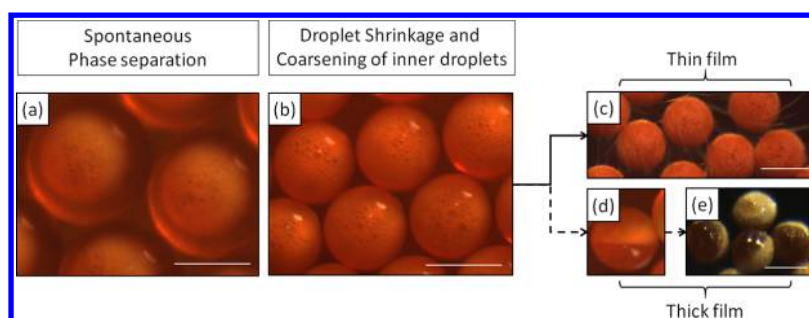 Spontaneous
Phase separation
Droplet Shrinkage and
Coarsening of inner droplets
Thin film
(a)
(b)
(c)
(d)
(e)
Thick film